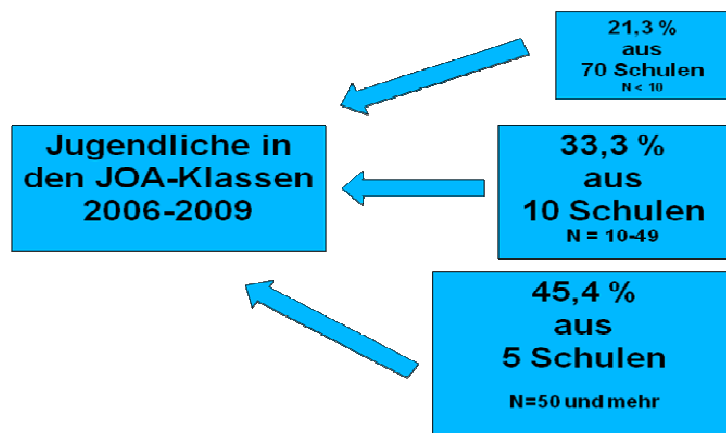 21,3 %
aus
70 Schulen
N < 10
Jugendliche in
den JOA-Klassen
2006-2009
33,3 %
aus
10 Schulen
N = 10-49
45,4 %
aus
5 Schulen
N=50 und mehr